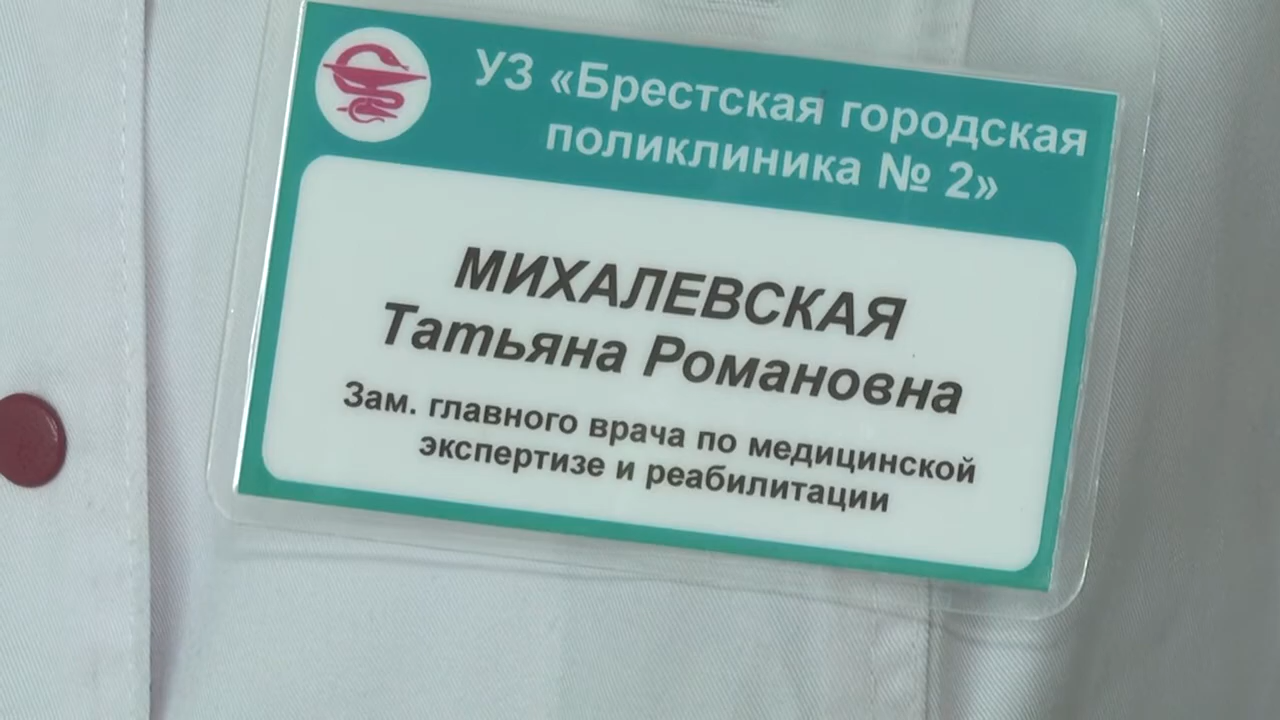 УЗ «Брестская городская
поликлиника № 2»
МИХАЛЕВСКАЯ
Татьяна Романовна
Зам. главного врача по медицинской
экспертизе и реабилитации